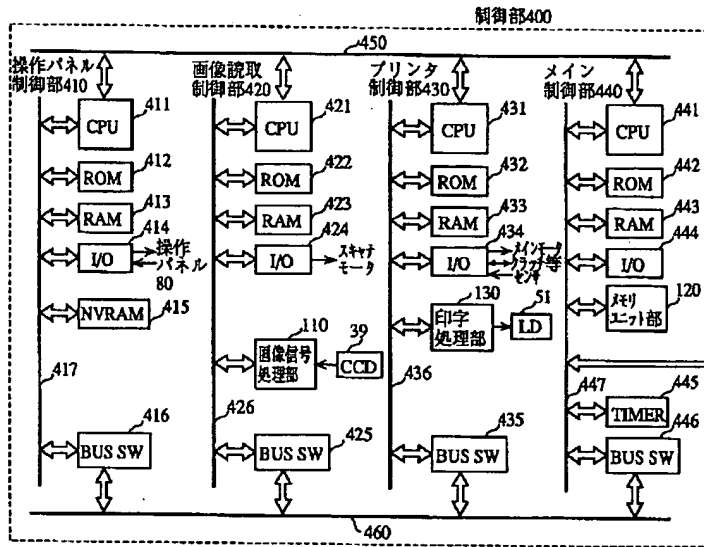 制御部400
450
操作パネル
制御部410
411
CPU
412
ROM
413
RAM
414
I/O
操作
パネル
80
NVRAM
415
417
416
BUS SW
画像読取
制御部420
421
CPU
422
ROM
423
RAM
424
I/O
スキャナ
モータ
110
画像信号
処理部
39
CCD
426
425
BUS SW
プリンタ
制御部430
431
CPU
432
ROM
433
RAM
434
I/O
メインモータ
クラッチ等
センサ
130
印字
処理部
51
LD
436
435
BUS SW
メイン
制御部440
441
CPU
442
ROM
443
RAM
444
I/O
120
メモリ
ユニット部
447
445
TIMER
446
BUS SW
460